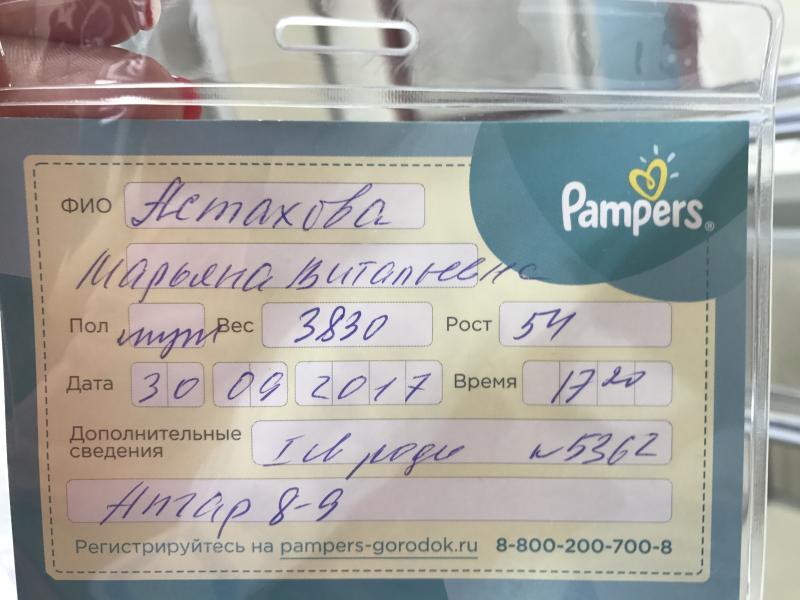 Pampers®
ФИО Астахова
Марьяна Витальевна
Пол муж Вес 3830 Рост 54
Дата 30 09 2017 Время 17 20
Дополнительные сведения I роды №5362
Апгар 8-9
Регистрируйтесь на pampers-gorodok.ru 8-800-200-700-8